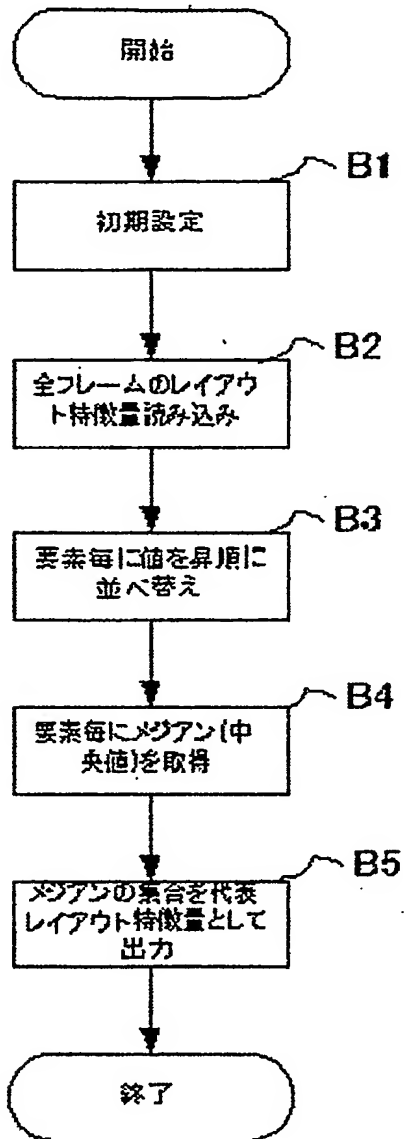 開始
B1
初期設定
B2
全フレームのレイアウ
ト特徴量読み込み
B3
要素毎に値を昇順に
並べ替え
B4
要素毎にメジアン(中
央値)を取得
B5
メジアンの集合を代表
レイアウト特徴量として
出力
終了